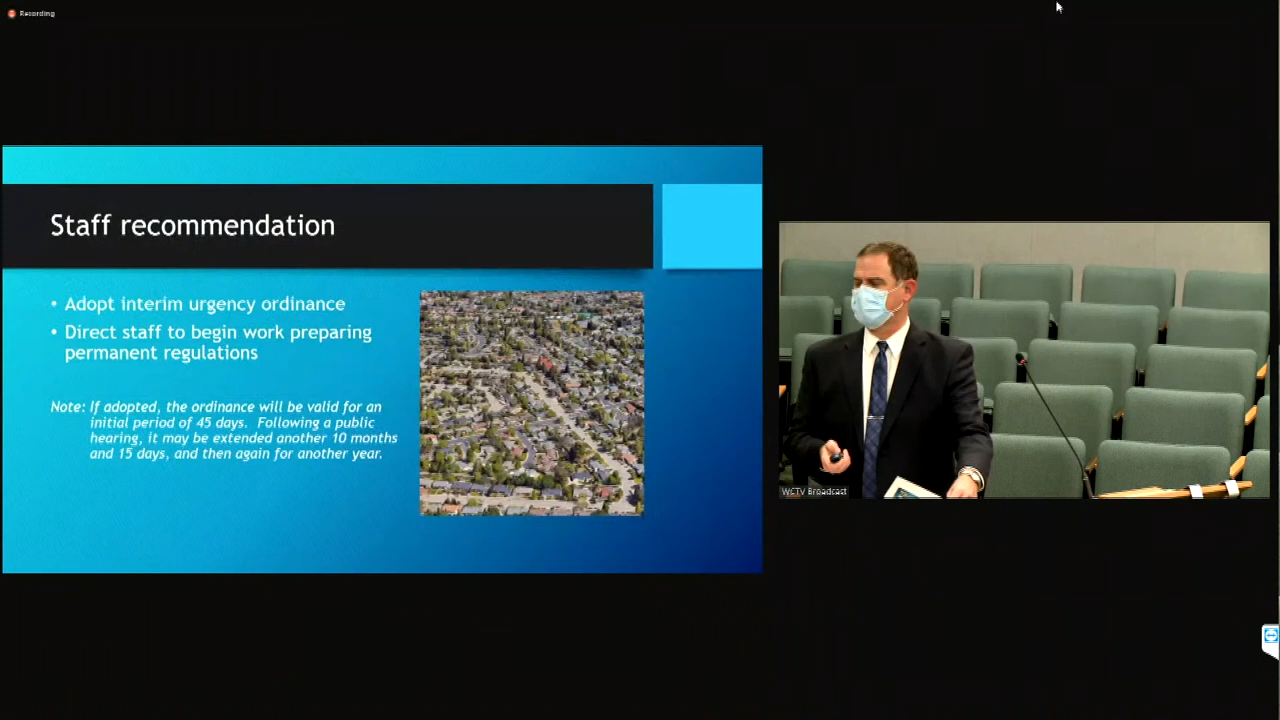 Recording
Staff recommendation
• Adopt interim urgency ordinance
• Direct staff to begin work preparing
permanent regulations
Note: If adopted, the ordinance will be valid for an
initial period of 45 days. Following a public
hearing, it may be extended another 10 months
and 15 days, and then again for another year.
WCTV Broadcast